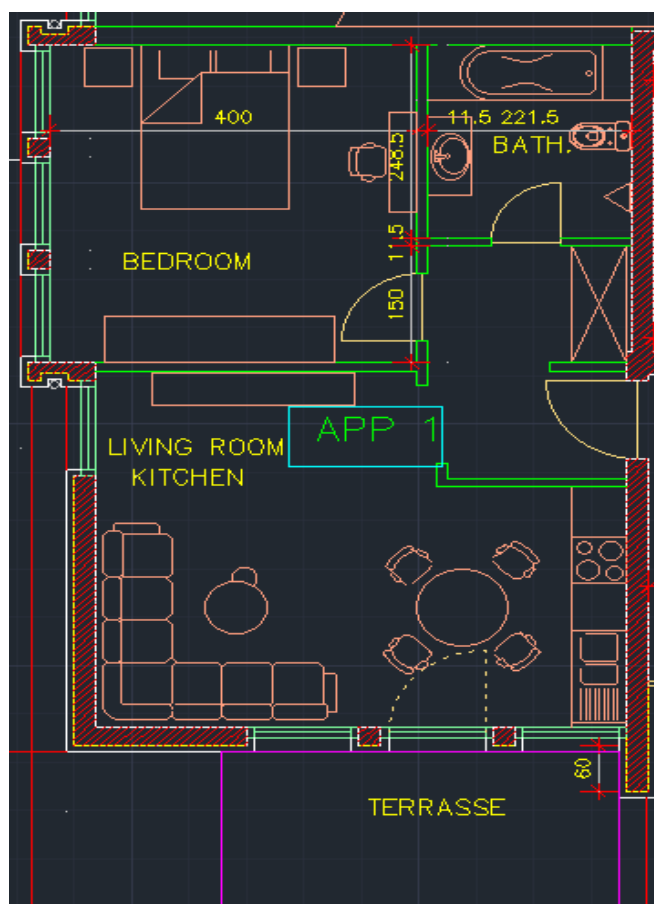 400
11.5 221.5
BATH.
248.5
BEDROOM
11.5
150
APP 1
LIVING ROOM
KITCHEN
60
TERRASSE